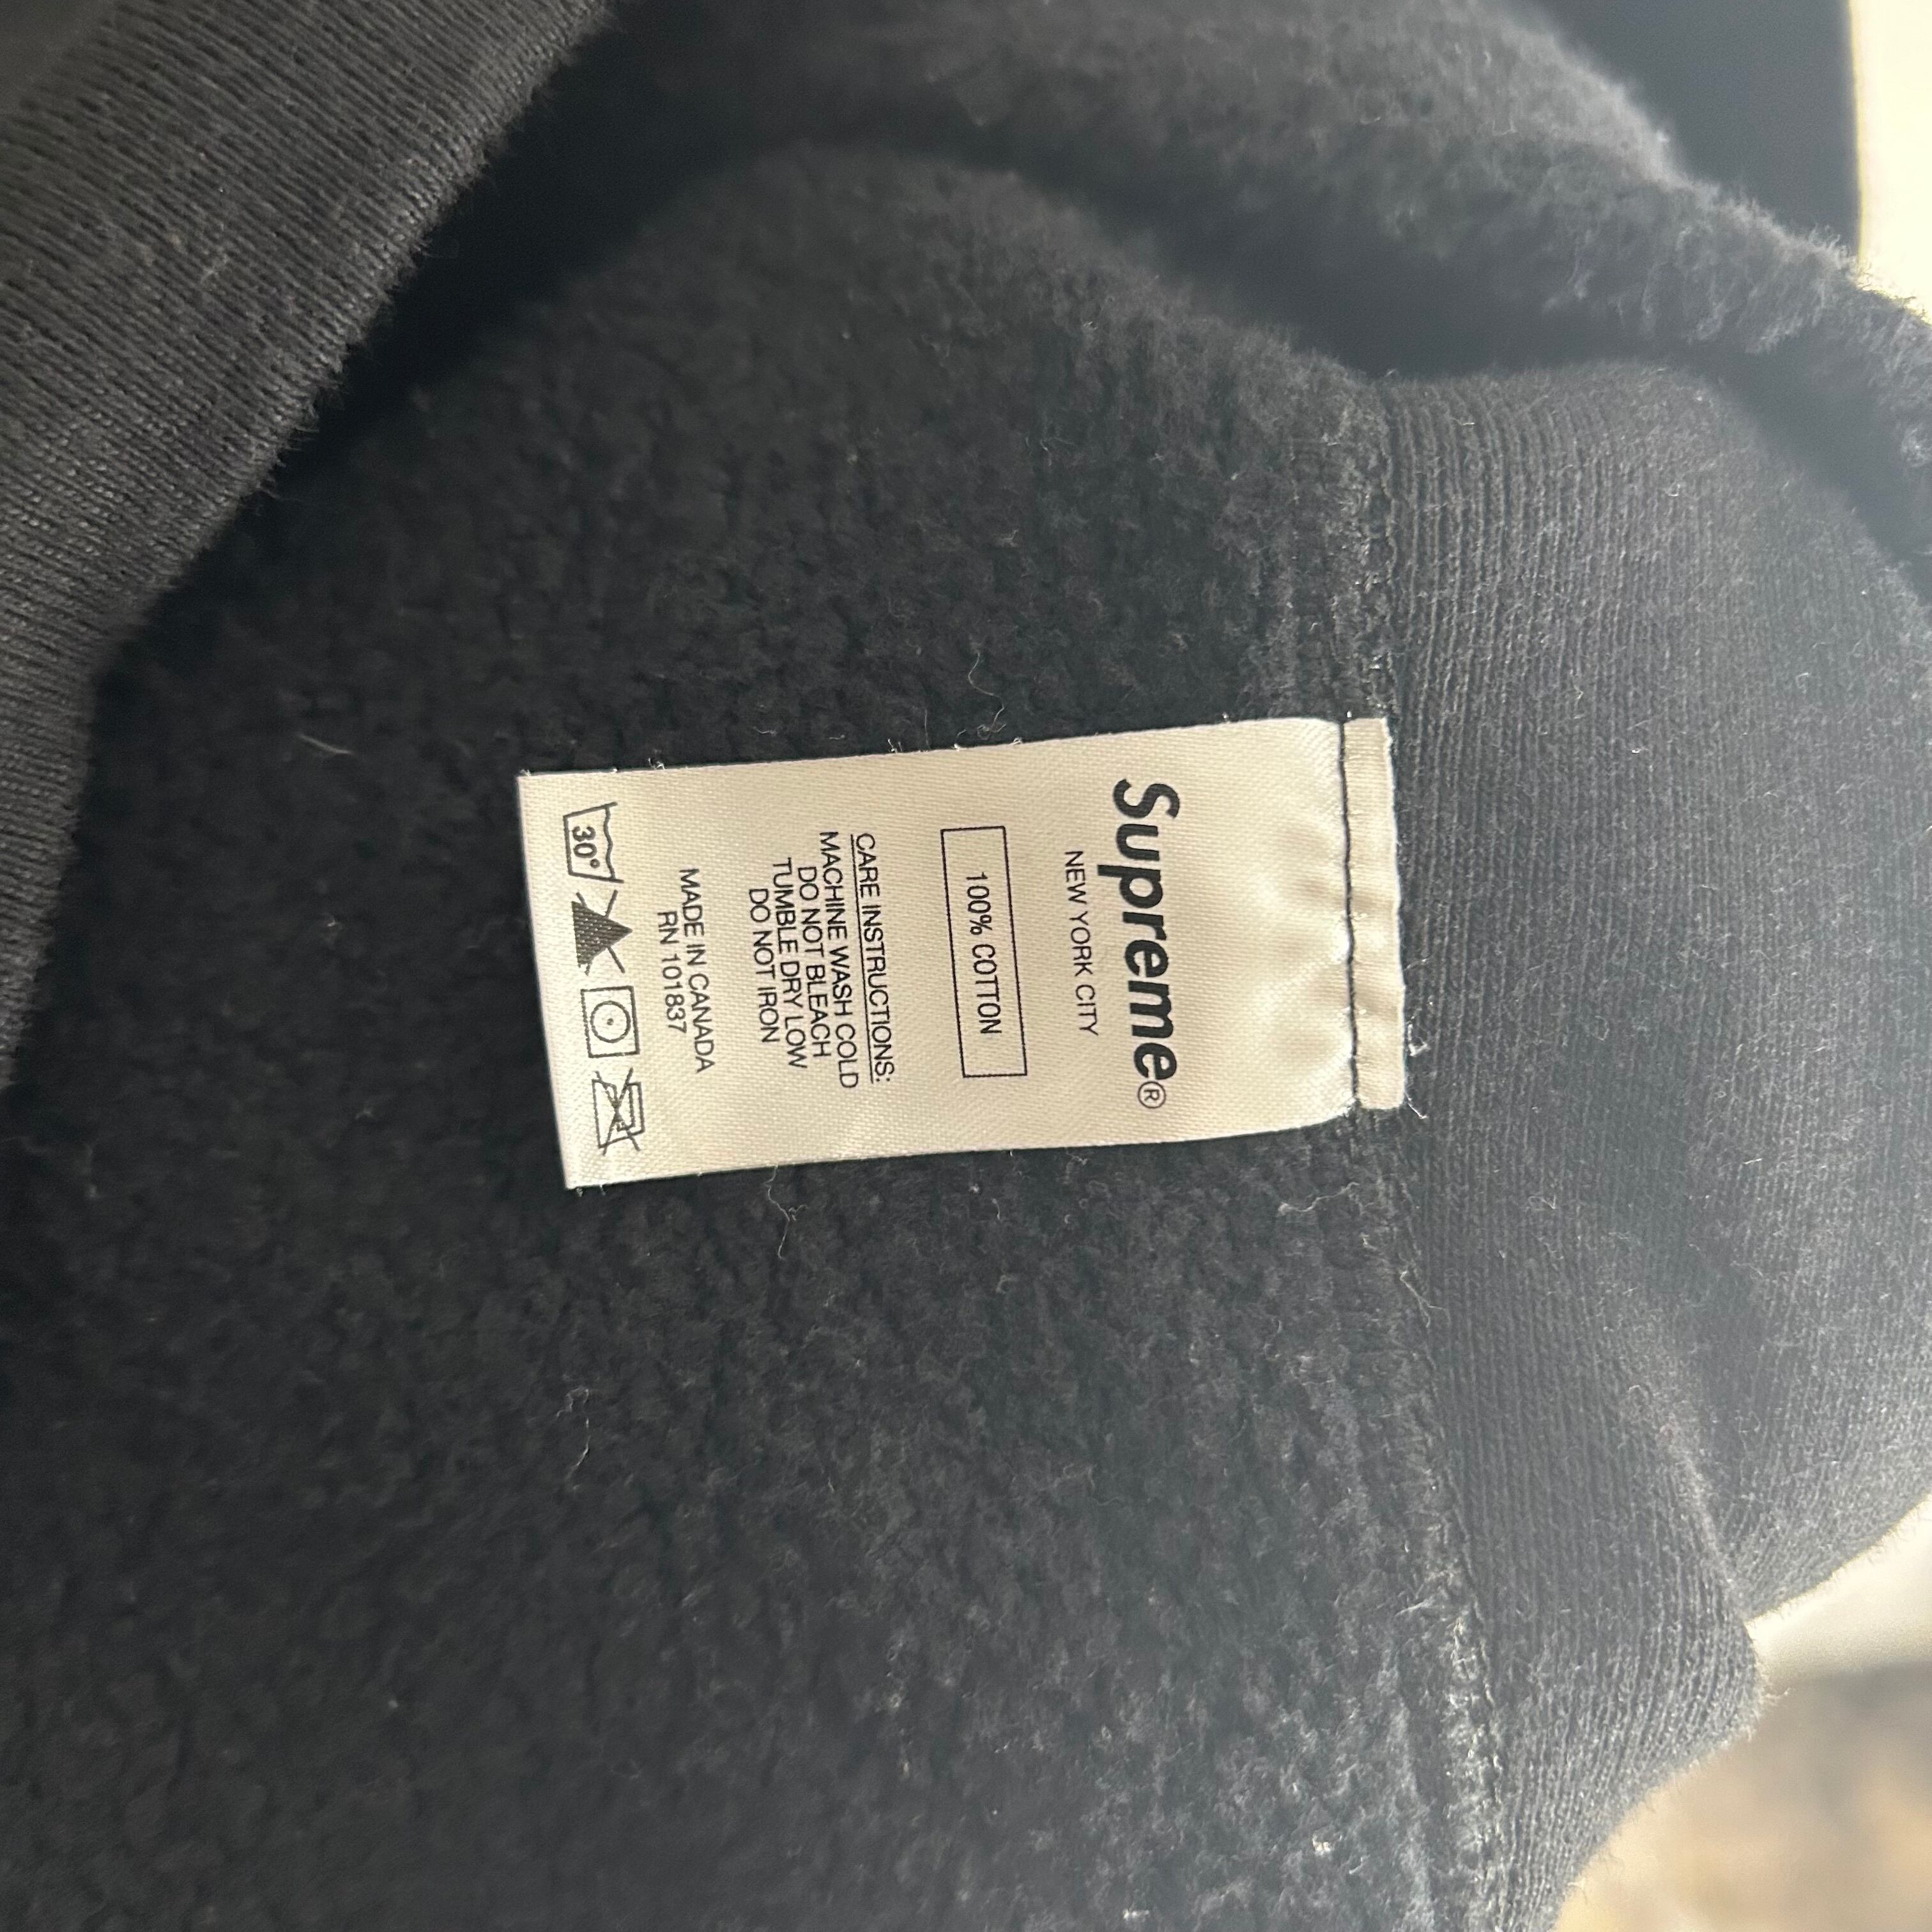 Supreme®
NEW YORK CITY
100% COTTON
CARE INSTRUCTIONS:
MACHINE WASH COLD
DO NOT BLEACH
TUMBLE DRY LOW
DO NOT IRON
MADE IN CANADA
RN 101837
30°